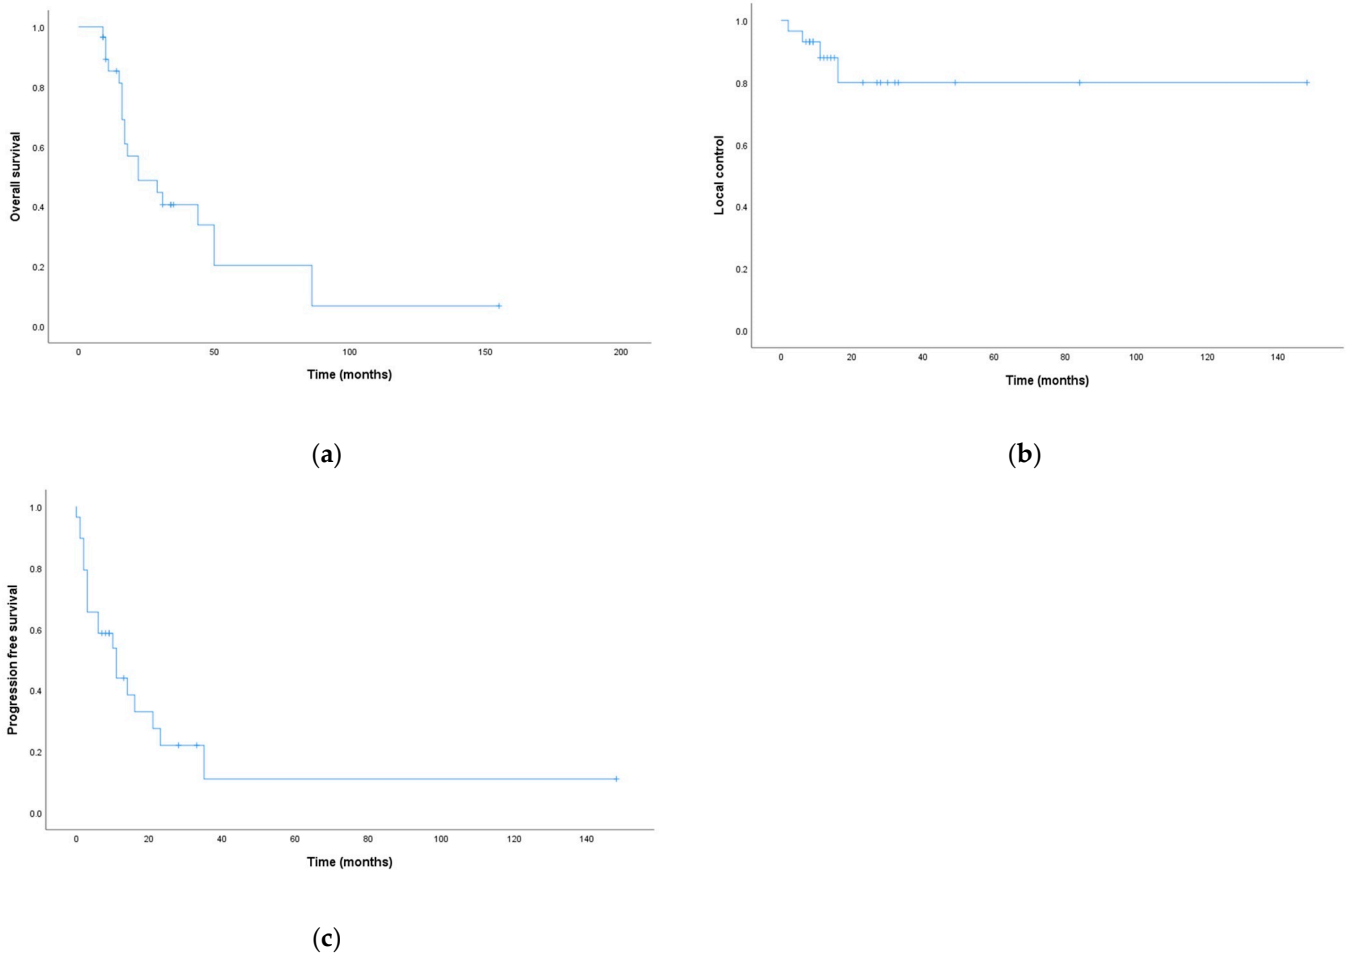 1.0
0.8
0.6
0.4
0.2
0.0
Overall survival
0 50 100 150 200
Time (months)
(a)
1.0
0.8
0.6
0.4
0.2
0.0
Local control
0 20 40 60 80 100 120 140
Time (months)
(b)
1.0
0.8
0.6
0.4
0.2
0.0
Progression free survival
0 20 40 60 80 100 120 140
Time (months)
(c)